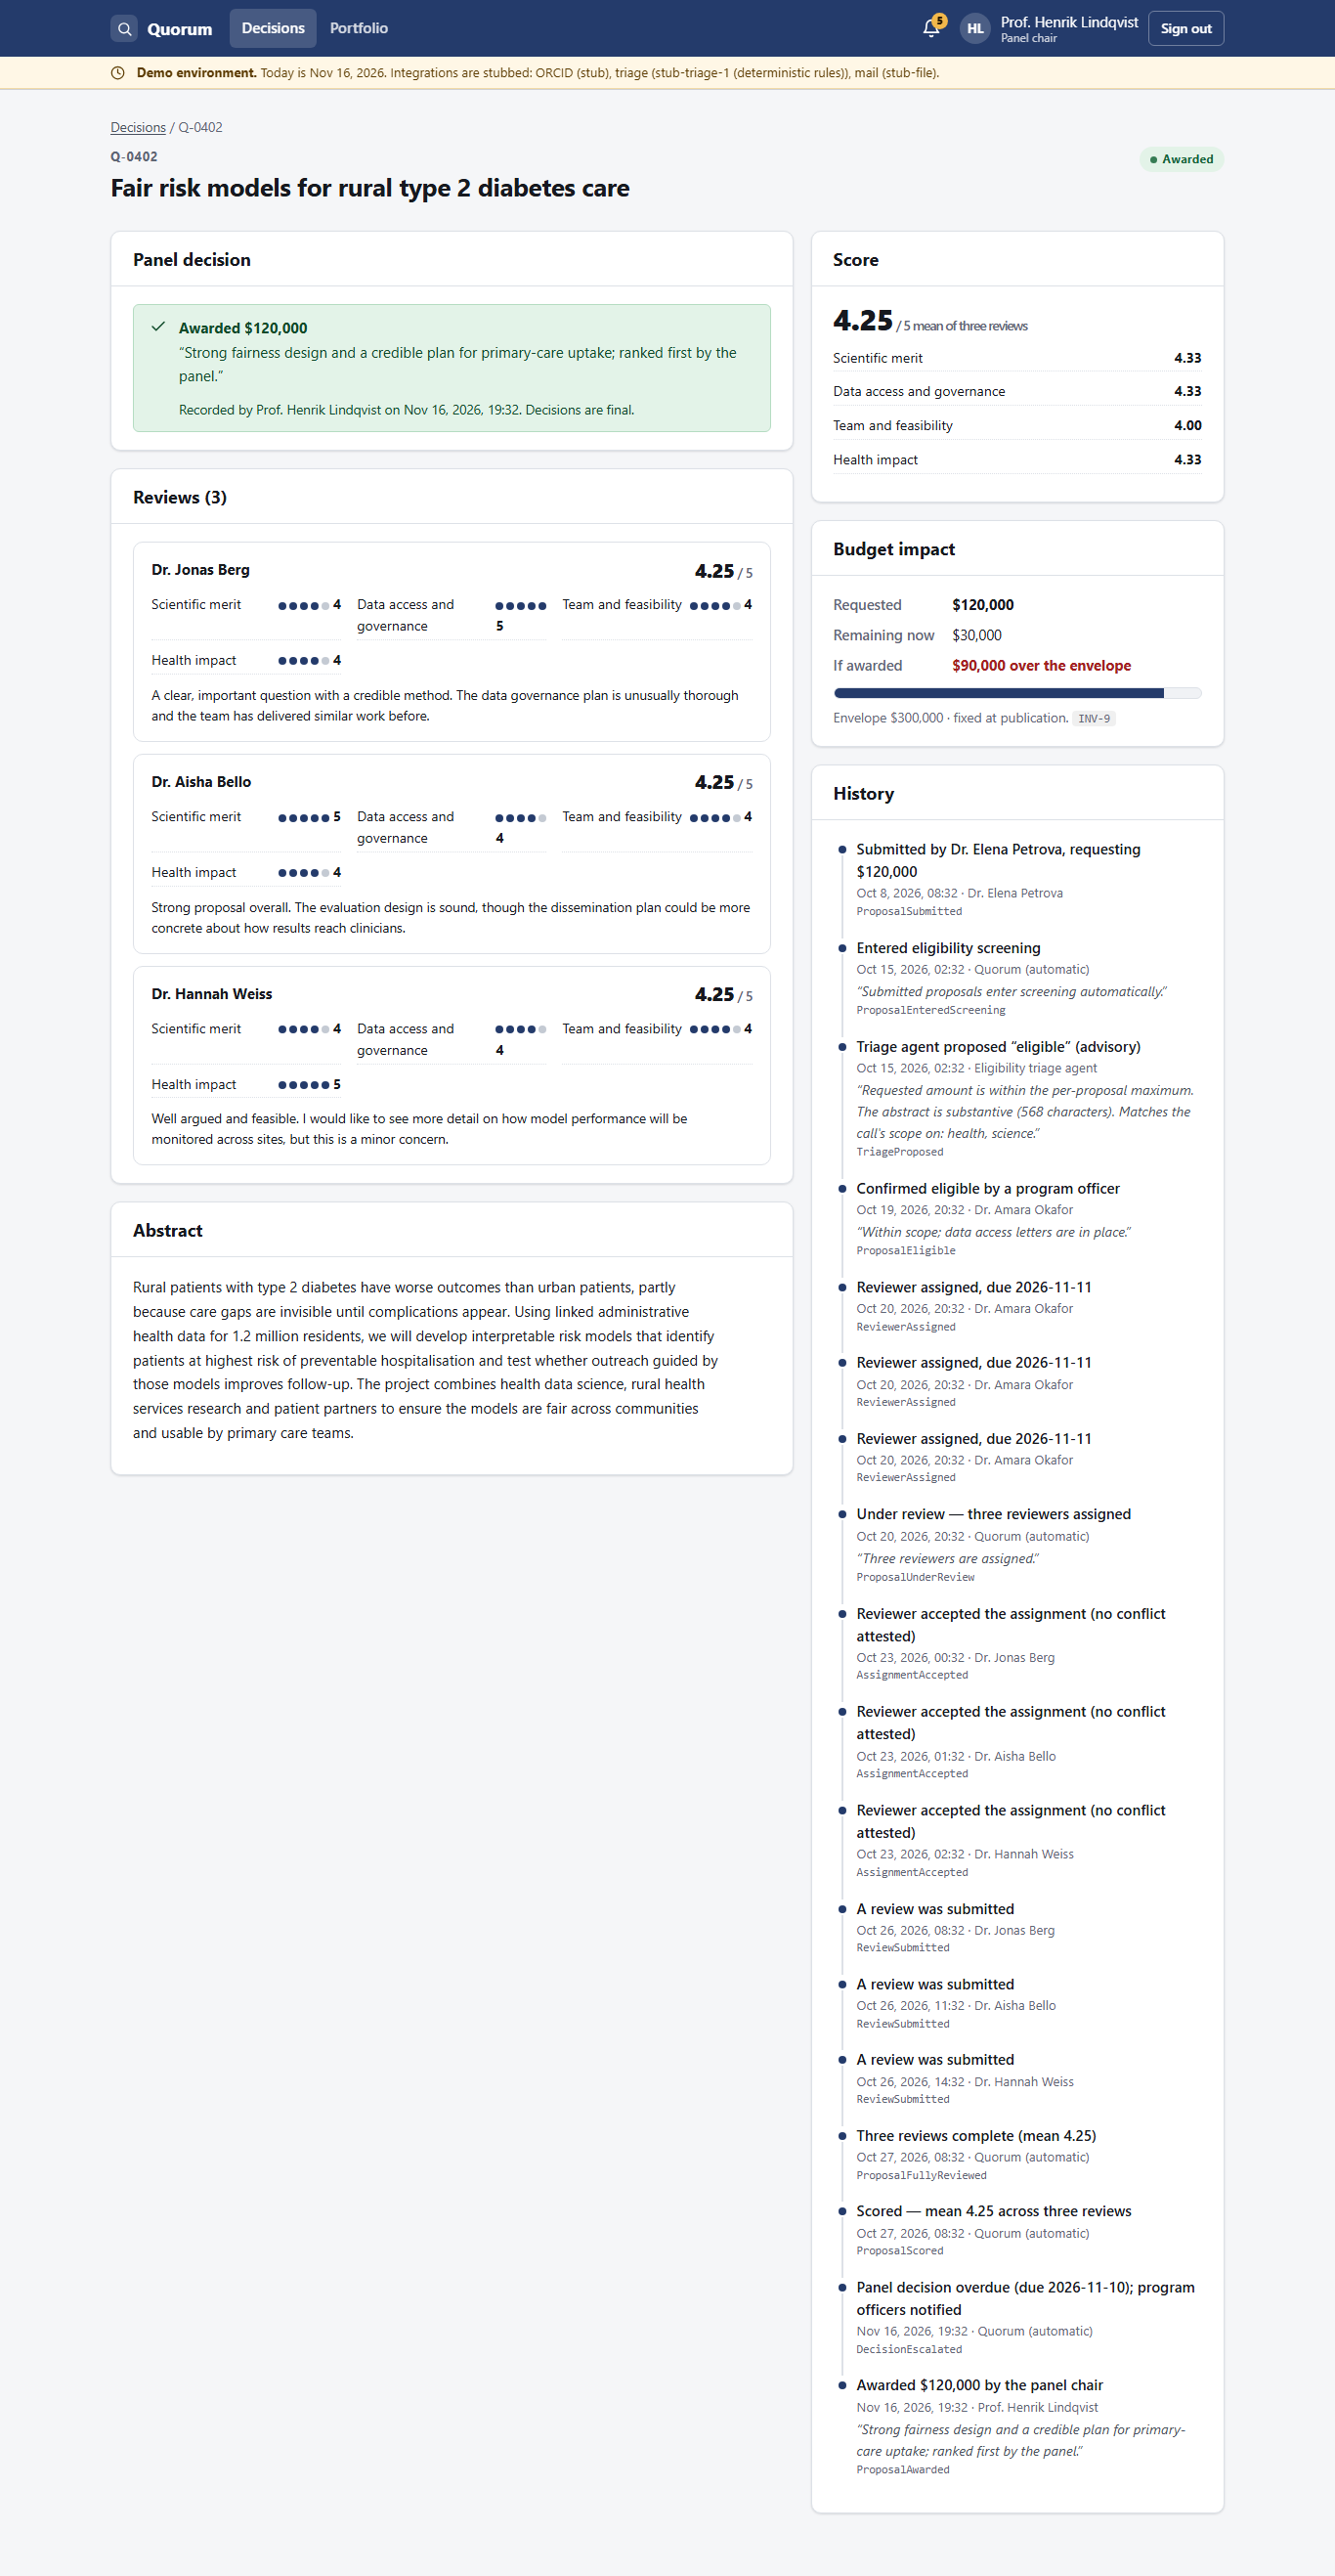 Quorum
Decisions
Portfolio
5
HL
Prof. Henrik Lindqvist
Panel chair
Sign out
Demo environment. Today is Nov 16, 2026. Integrations are stubbed: ORCID (stub), triage (stub-triage-1 (deterministic rules)), mail (stub-file).
Decisions / Q-0402
Q-0402
Fair risk models for rural type 2 diabetes care
Awarded
Panel decision
Awarded $120,000
“Strong fairness design and a credible plan for primary-care uptake; ranked first by the
panel.”
Recorded by Prof. Henrik Lindqvist on Nov 16, 2026, 19:32. Decisions are final.
Reviews (3)
Dr. Jonas Berg
4.25 / 5
Scientific merit 4
Data access and
governance 5
Team and feasibility 4
Health impact 4
A clear, important question with a credible method. The data governance plan is unusually thorough
and the team has delivered similar work before.
Dr. Aisha Bello
4.25 / 5
Scientific merit 5
Data access and
governance 4
Team and feasibility 4
Health impact 4
Strong proposal overall. The evaluation design is sound, though the dissemination plan could be more
concrete about how results reach clinicians.
Dr. Hannah Weiss
4.25 / 5
Scientific merit 4
Data access and
governance 4
Team and feasibility 4
Health impact 5
Well argued and feasible. I would like to see more detail on how model performance will be
monitored across sites, but this is a minor concern.
Abstract
Rural patients with type 2 diabetes have worse outcomes than urban patients, partly
because care gaps are invisible until complications appear. Using linked administrative
health data for 1.2 million residents, we will develop interpretable risk models that identify
patients at highest risk of preventable hospitalisation and test whether outreach guided by
those models improves follow-up. The project combines health data science, rural health
services research and patient partners to ensure the models are fair across communities
and usable by primary care teams.
Score
4.25 / 5 mean of three reviews
Scientific merit 4.33
Data access and governance 4.33
Team and feasibility 4.00
Health impact 4.33
Budget impact
Requested $120,000
Remaining now $30,000
If awarded $90,000 over the envelope
Envelope $300,000 · fixed at publication. INV-9
History
Submitted by Dr. Elena Petrova, requesting
$120,000
Oct 8, 2026, 08:32 · Dr. Elena Petrova
ProposalSubmitted
Entered eligibility screening
Oct 15, 2026, 02:32 · Quorum (automatic)
“Submitted proposals enter screening automatically.”
ProposalEnteredScreening
Triage agent proposed “eligible” (advisory)
Oct 15, 2026, 02:32 · Eligibility triage agent
“Requested amount is within the per-proposal maximum.
The abstract is substantive (568 characters). Matches the
call's scope on: health, science.”
TriageProposed
Confirmed eligible by a program officer
Oct 19, 2026, 20:32 · Dr. Amara Okafor
“Within scope; data access letters are in place.”
ProposalEligible
Reviewer assigned, due 2026-11-11
Oct 20, 2026, 20:32 · Dr. Amara Okafor
ReviewerAssigned
Reviewer assigned, due 2026-11-11
Oct 20, 2026, 20:32 · Dr. Amara Okafor
ReviewerAssigned
Reviewer assigned, due 2026-11-11
Oct 20, 2026, 20:32 · Dr. Amara Okafor
ReviewerAssigned
Under review — three reviewers assigned
Oct 20, 2026, 20:32 · Quorum (automatic)
“Three reviewers are assigned.”
ProposalUnderReview
Reviewer accepted the assignment (no conflict
attested)
Oct 23, 2026, 00:32 · Dr. Jonas Berg
AssignmentAccepted
Reviewer accepted the assignment (no conflict
attested)
Oct 23, 2026, 01:32 · Dr. Aisha Bello
AssignmentAccepted
Reviewer accepted the assignment (no conflict
attested)
Oct 23, 2026, 02:32 · Dr. Hannah Weiss
AssignmentAccepted
A review was submitted
Oct 26, 2026, 08:32 · Dr. Jonas Berg
ReviewSubmitted
A review was submitted
Oct 26, 2026, 11:32 · Dr. Aisha Bello
ReviewSubmitted
A review was submitted
Oct 26, 2026, 14:32 · Dr. Hannah Weiss
ReviewSubmitted
Three reviews complete (mean 4.25)
Oct 27, 2026, 08:32 · Quorum (automatic)
ProposalFullyReviewed
Scored — mean 4.25 across three reviews
Oct 27, 2026, 08:32 · Quorum (automatic)
ProposalScored
Panel decision overdue (due 2026-11-10); program
officers notified
Nov 16, 2026, 19:32 · Quorum (automatic)
DecisionEscalated
Awarded $120,000 by the panel chair
Nov 16, 2026, 19:32 · Prof. Henrik Lindqvist
“Strong fairness design and a credible plan for primary-
care uptake; ranked first by the panel.”
ProposalAwarded